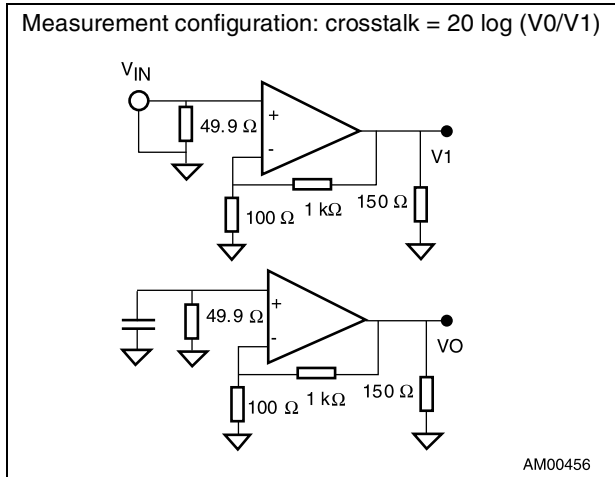 Measurement configuration: crosstalk = 20 log (V0/V1)
VIN
49.9 Ω
+
-
V1
1 kΩ
150 Ω
100 Ω
49.9 Ω
+
-
VO
1 kΩ
150 Ω
100 Ω
AM00456